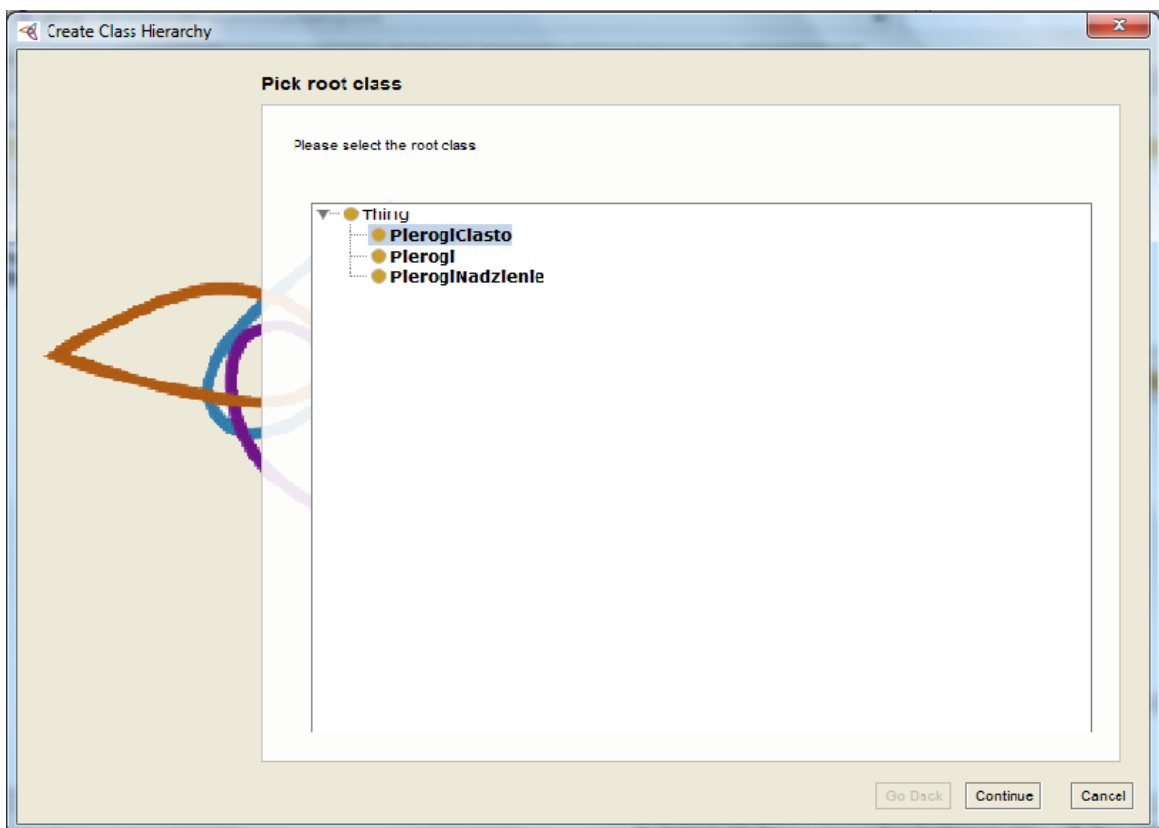 Create Class Hierarchy
Pick root class
Please select the root class
Thing
PierogiCiasto
Pierogi
PierogiNadzienie
Go Back
Continue
Cancel